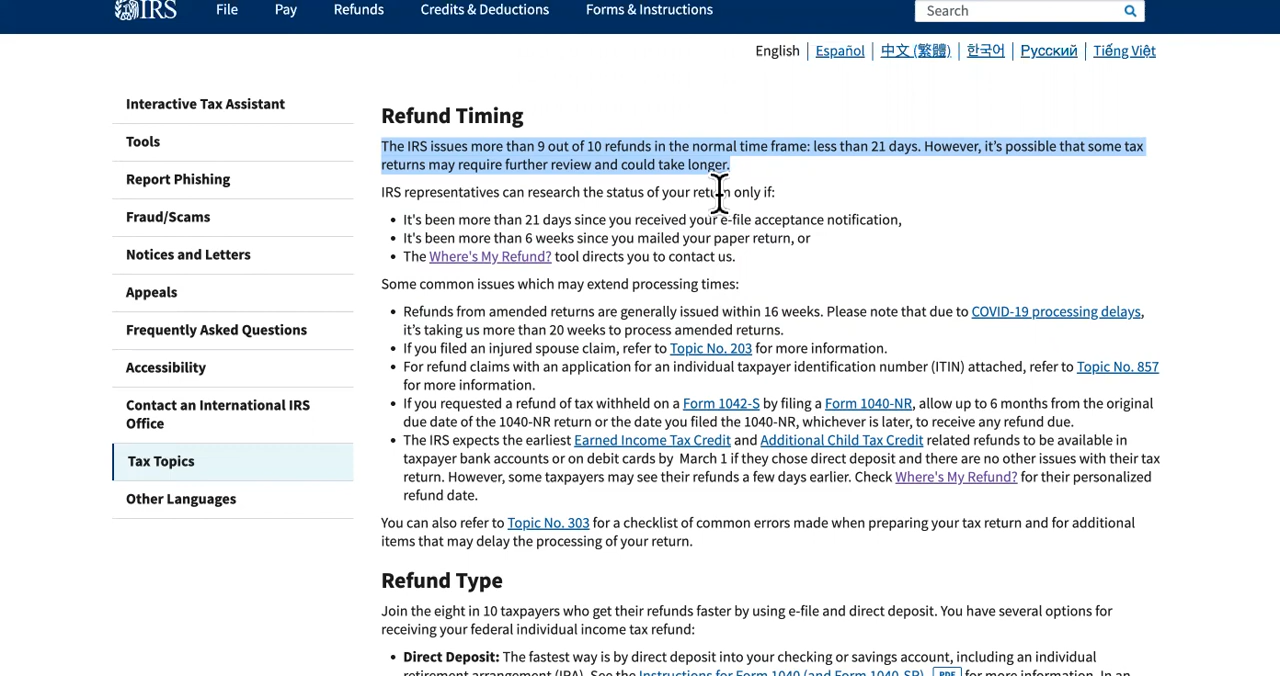 IRS
File Pay Refunds Credits & Deductions Forms & Instructions
Search
English Español 中文 (繁體) 한국어 Русский Tiếng Việt
Interactive Tax Assistant
Tools
Report Phishing
Fraud/Scams
Notices and Letters
Appeals
Frequently Asked Questions
Accessibility
Contact an International IRS
Office
Tax Topics
Other Languages
Refund Timing
The IRS issues more than 9 out of 10 refunds in the normal time frame: less than 21 days. However, it’s possible that some tax
returns may require further review and could take longer.
IRS representatives can research the status of your return only if:
• It's been more than 21 days since you received your e-file acceptance notification,
• It's been more than 6 weeks since you mailed your paper return, or
• The Where's My Refund? tool directs you to contact us.
Some common issues which may extend processing times:
• Refunds from amended returns are generally issued within 16 weeks. Please note that due to COVID-19 processing delays,
it’s taking us more than 20 weeks to process amended returns.
• If you filed an injured spouse claim, refer to Topic No. 203 for more information.
• For refund claims with an application for an individual taxpayer identification number (ITIN) attached, refer to Topic No. 857
for more information.
• If you requested a refund of tax withheld on a Form 1042-S by filing a Form 1040-NR, allow up to 6 months from the original
due date of the 1040-NR return or the date you filed the 1040-NR, whichever is later, to receive any refund due.
• The IRS expects the earliest Earned Income Tax Credit and Additional Child Tax Credit related refunds to be available in
taxpayer bank accounts or on debit cards by March 1 if they chose direct deposit and there are no other issues with their tax
return. However, some taxpayers may see their refunds a few days earlier. Check Where's My Refund? for their personalized
refund date.
You can also refer to Topic No. 303 for a checklist of common errors made when preparing your tax return and for additional
items that may delay the processing of your return.
Refund Type
Join the eight in 10 taxpayers who get their refunds faster by using e-file and direct deposit. You have several options for
receiving your federal individual income tax refund:
• Direct Deposit: The fastest way is by direct deposit into your checking or savings account, including an individual
retirement arrangement (IRA). See the Instructions for Form 1040 (and Form 1040-SR) PDF for more information. In an